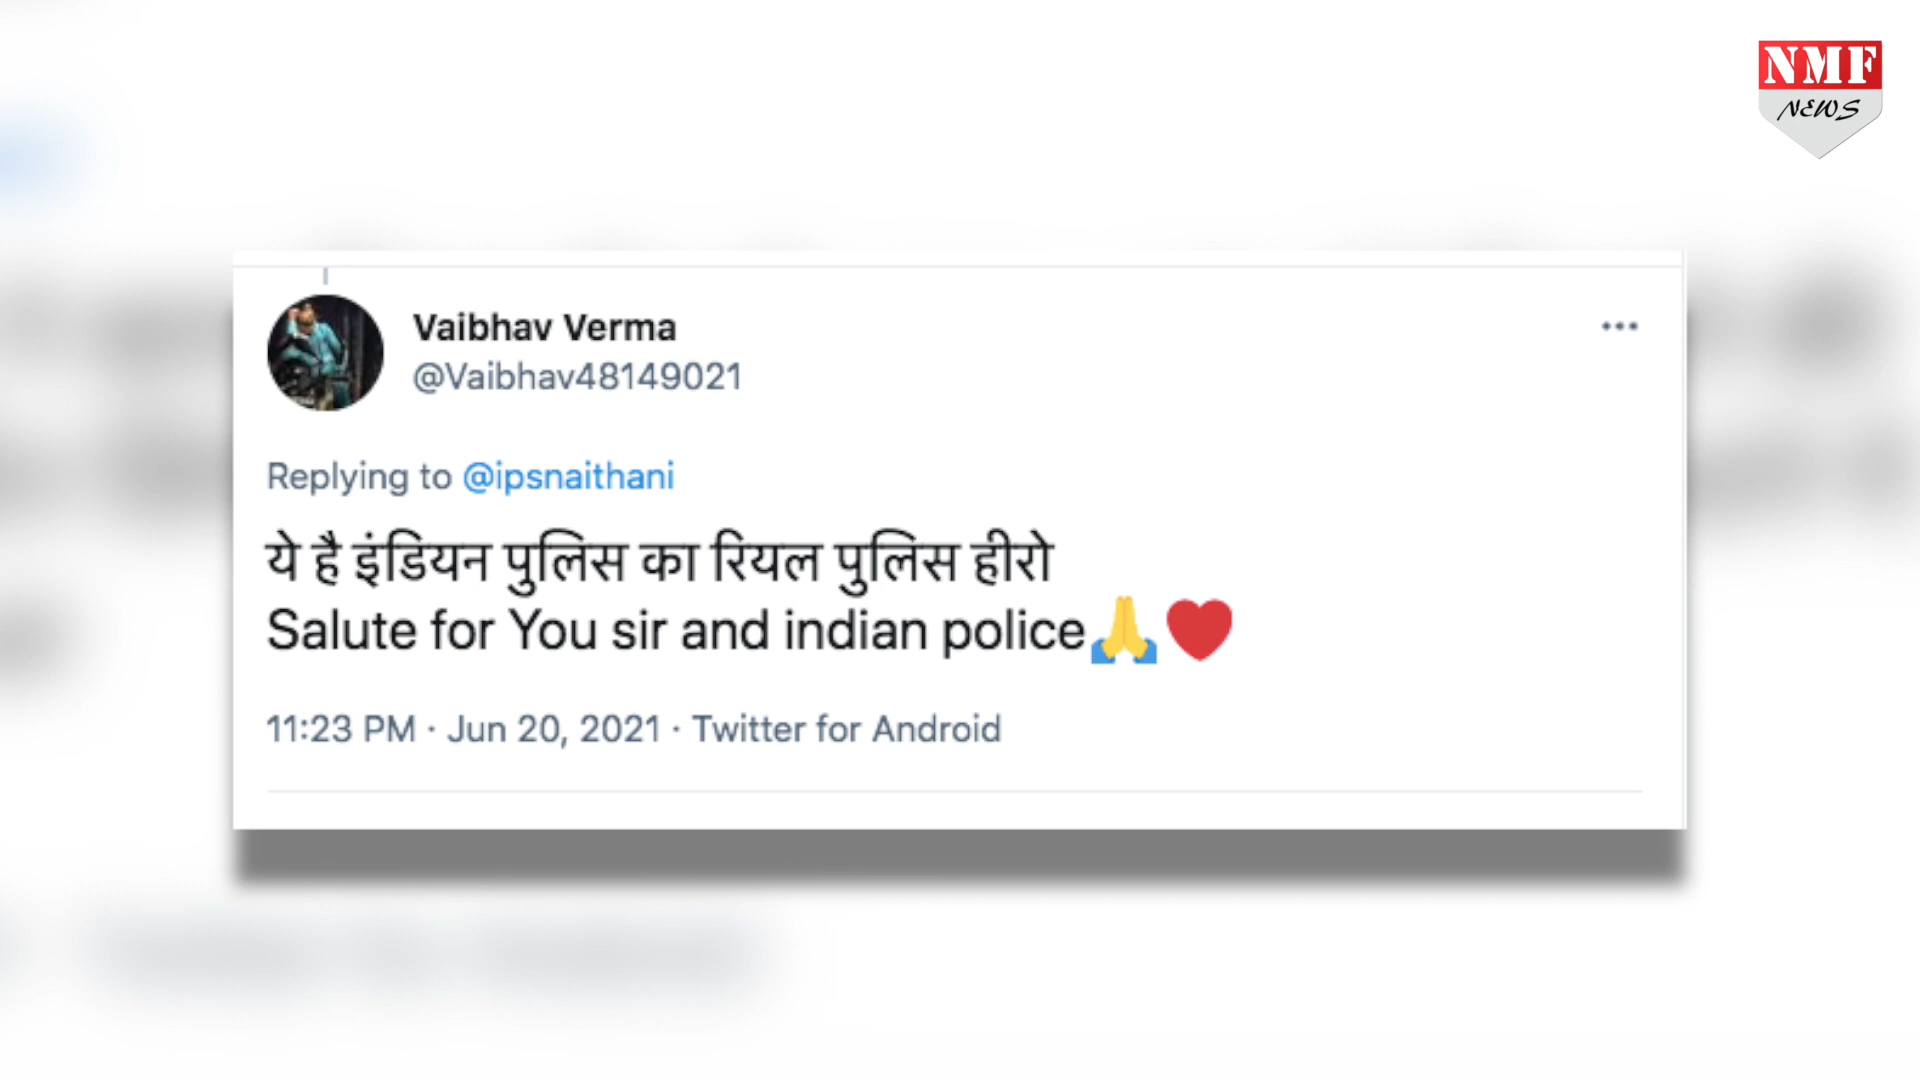 NMF
NEWS
Vaibhav Verma
@Vaibhav48149021
Replying to @ipsnaithani
ये है इंडियन पुलिस का रियल पुलिस हीरो
Salute for You sir and indian police🙏❤️
11:23 PM · Jun 20, 2021 · Twitter for Android